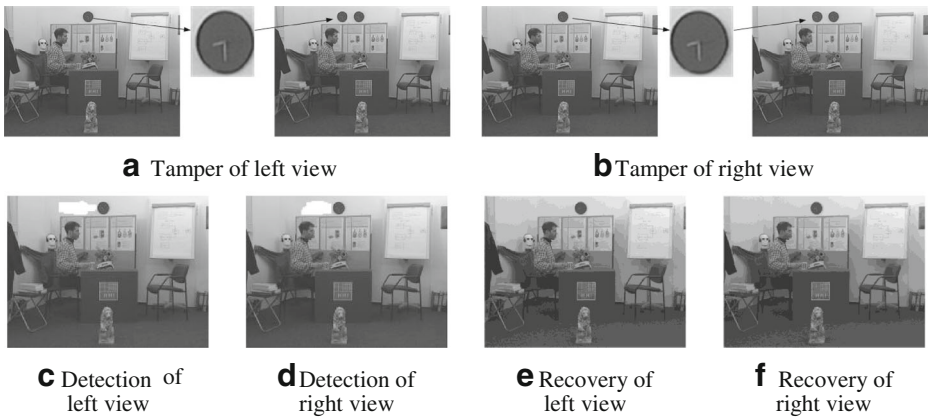 a Tamper of left view
b Tamper of right view
c Detection of
left view
d Detection of
right view
e Recovery of
left view
f Recovery of
right view